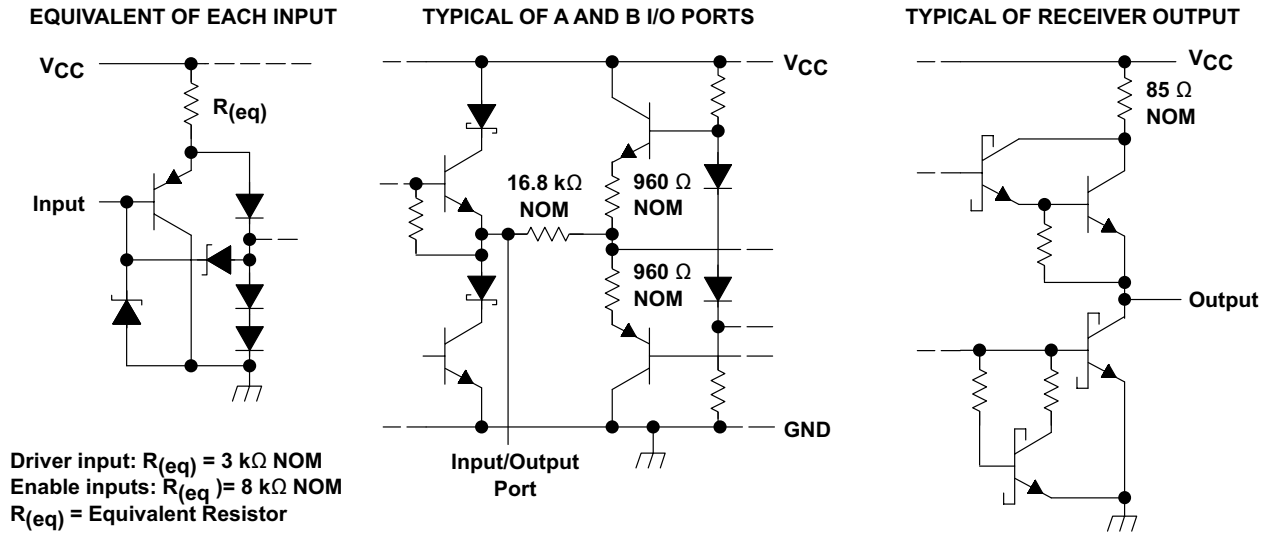 EQUIVALENT OF EACH INPUT
VCC
R(eq)
Input
Driver input: R(eq) = 3 kΩ NOM
Enable inputs: R(eq )= 8 kΩ NOM
R(eq) = Equivalent Resistor
TYPICAL OF A AND B I/O PORTS
VCC
16.8 kΩ
NOM
960 Ω
NOM
960 Ω
NOM
GND
Input/Output
Port
TYPICAL OF RECEIVER OUTPUT
VCC
85 Ω
NOM
Output